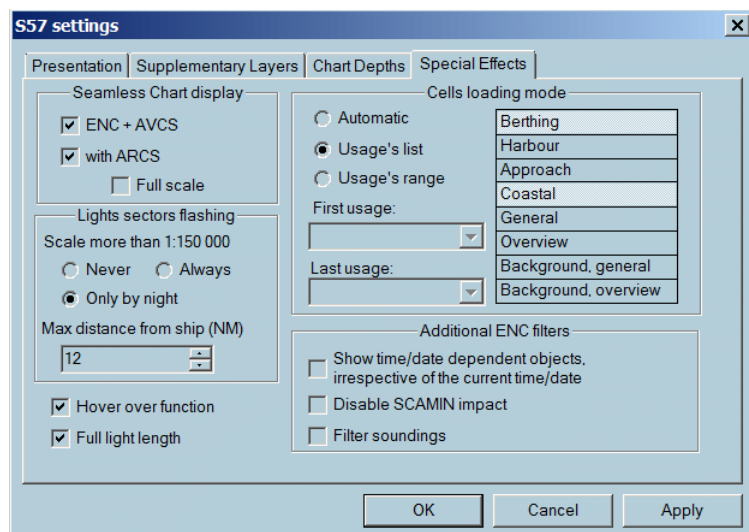 S57 settings
Presentation
Supplementary Layers
Chart Depths
Special Effects
Seamless Chart display
ENC + AVCS
with ARCS
Full scale
Lights sectors flashing
Scale more than 1:150 000
Never
Always
Only by night
Max distance from ship (NM)
12
Hover over function
Full light length
Cells loading mode
Automatic
Usage's list
Usage's range
First usage:
Last usage:
Berthing
Harbour
Approach
Coastal
General
Overview
Background, general
Background, overview
Additional ENC filters
Show time/date dependent objects,
irrespective of the current time/date
Disable SCAMIN impact
Filter soundings
OK
Cancel
Apply